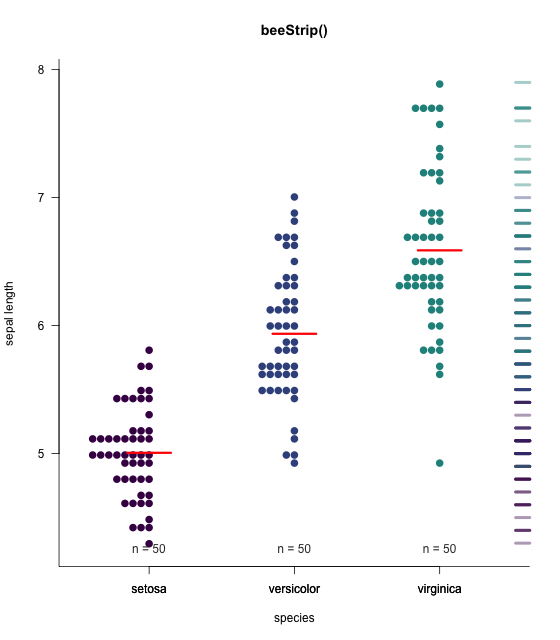 beeStrip()
8
7
6
5
sepal length
n = 50
n = 50
n = 50
setosa
versicolor
virginica
species